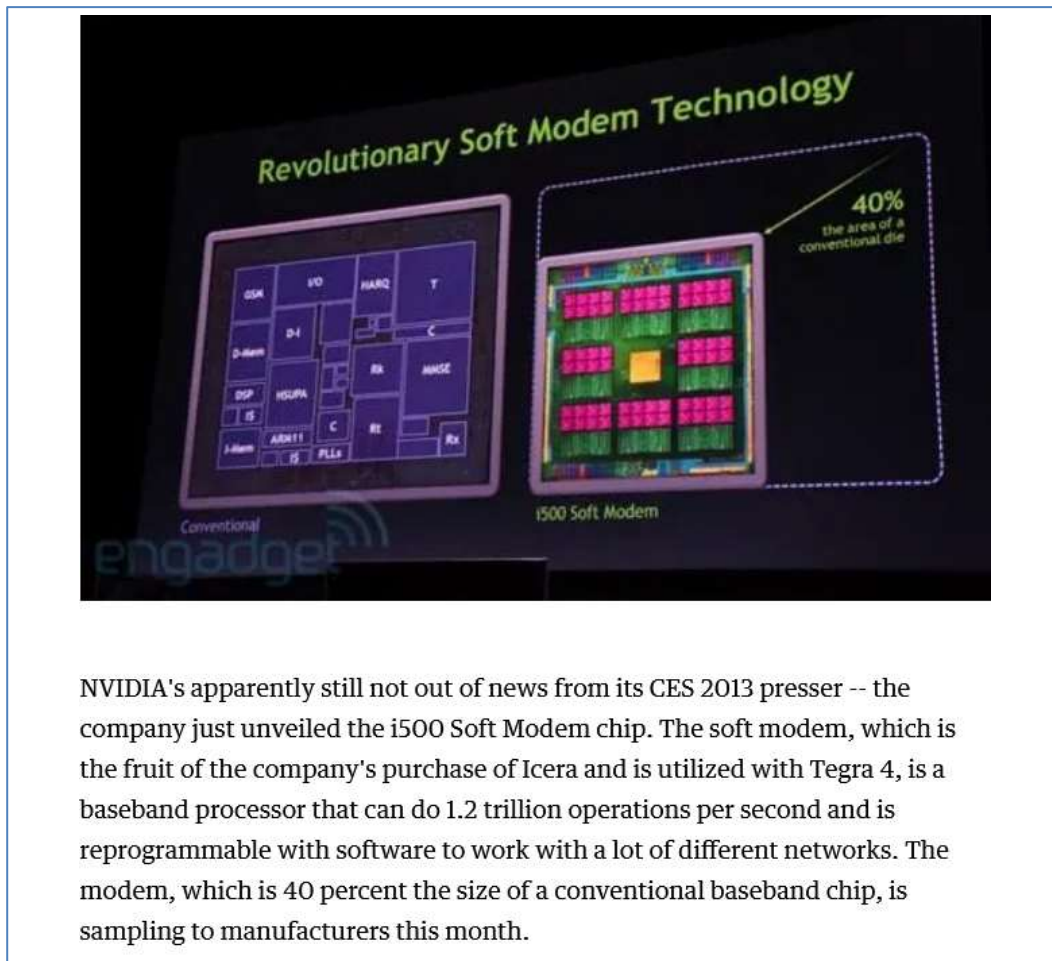 Revolutionary Soft Modem Technology
40%
the area of a
conventional die
GSM
I/O
HARQ
T
D-I
C
D-Mem
Rk
MMSE
DSP
HSUPA
IS
C
Rt
I-Mem
ARM11
IS
PLLs
Rx
Conventional
i500 Soft Modem
engadget
NVIDIA's apparently still not out of news from its CES 2013 presser -- the
company just unveiled the i500 Soft Modem chip. The soft modem, which is
the fruit of the company's purchase of Icera and is utilized with Tegra 4, is a
baseband processor that can do 1.2 trillion operations per second and is
reprogrammable with software to work with a lot of different networks. The
modem, which is 40 percent the size of a conventional baseband chip, is
sampling to manufacturers this month.